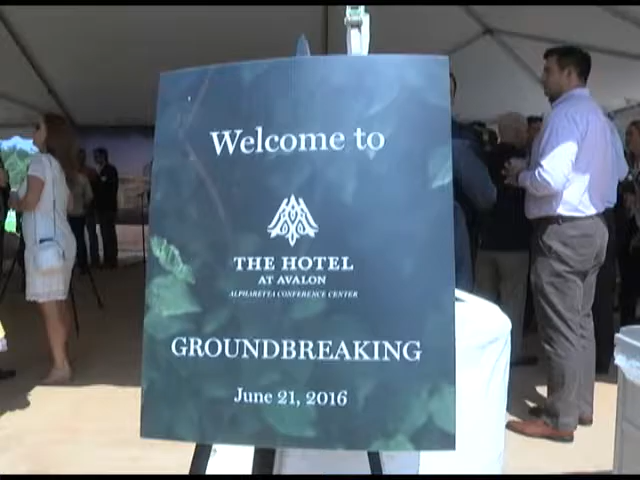 Welcome to
THE HOTEL
AT AVALON
ALPHARETTA CONFERENCE CENTER
GROUNDBREAKING
June 21, 2016